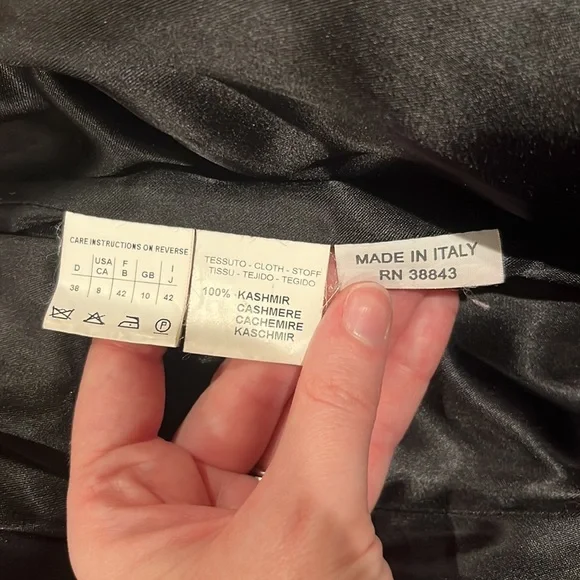 CARE INSTRUCTIONS ON REVERSE
D USA CA F B GB I J
38 8 42 10 42
P
TESSUTO - CLOTH - STOFF
TISSU - TEJIDO - TEGIDO
100% KASHMIR
CASHMERE
CACHEMIRE
KASCHMIR
MADE IN ITALY
RN 38843